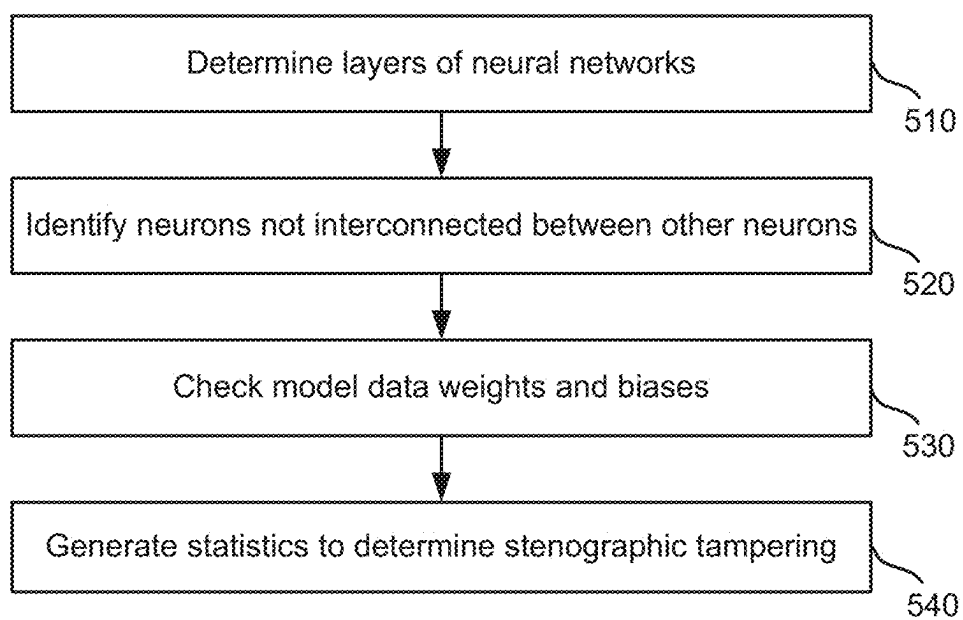 Determine layers of neural networks
510
Identify neurons not interconnected between other neurons
520
Check model data weights and biases
530
Generate statistics to determine stenographic tampering
540